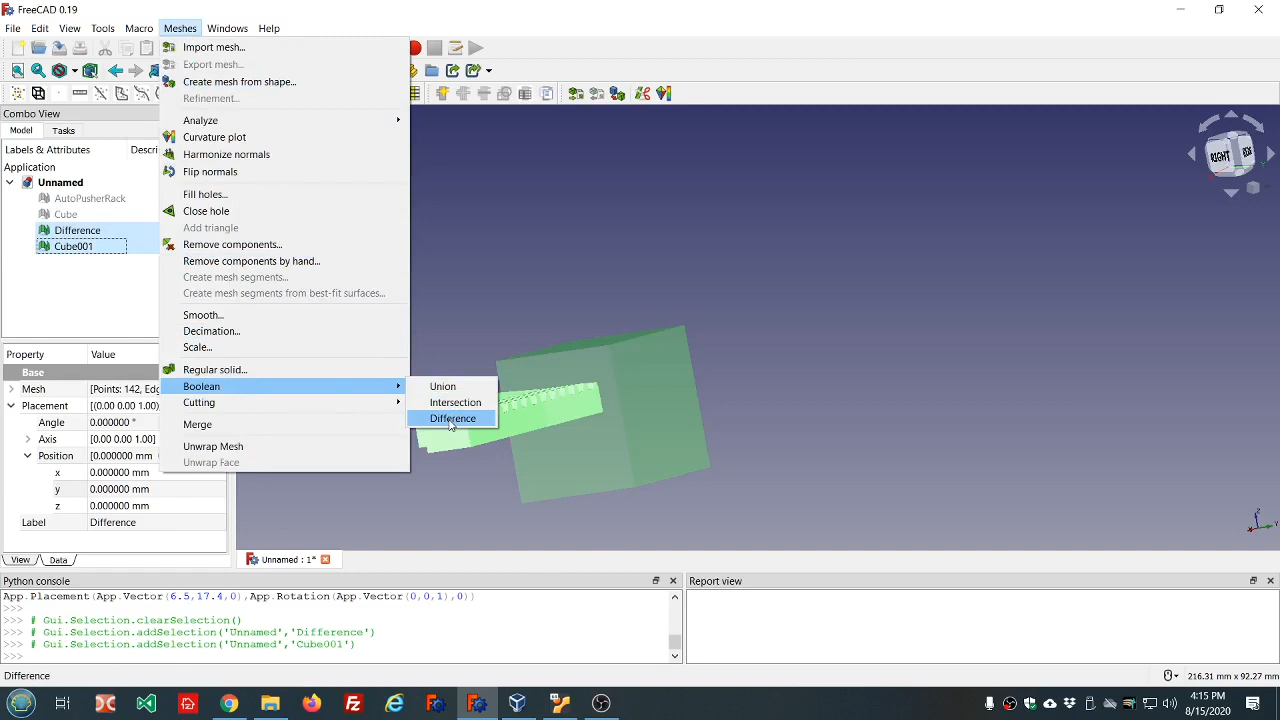 FreeCAD 0.19
File Edit View Tools Macro Meshes Windows Help
Import mesh...
Export mesh...
Create mesh from shape...
Refinement...
Analyze
Curvature plot
Harmonize normals
Flip normals
Fill holes...
Close hole
Add triangle
Remove components...
Remove components by hand...
Create mesh segments...
Create mesh segments from best-fit surfaces...
Smooth...
Decimation...
Scale...
Regular solid...
Boolean
Cutting
Merge
Unwrap Mesh
Unwrap Face
Union
Intersection
Difference
Combo View
Model Tasks
Labels & Attributes Descri
Application
Unnamed
AutoPusherRack
Cube
Difference
Cube001
Property Value
Base
Mesh [Points: 142, Edg
Placement [(0.00 0.00 1.00)
Angle 0.000000 °
Axis [0.00 0.00 1.00]
Position [0.000000 mm
x 0.000000 mm
y 0.000000 mm
z 0.000000 mm
Label Difference
View Data
RIGHT
Unnamed : 1*
Python console
App.Placement(App.Vector(6.5,17.4,0),App.Rotation(App.Vector(0,0,1),0))
>>>
>>> # Gui.Selection.clearSelection()
>>> # Gui.Selection.addSelection('Unnamed','Difference')
>>> # Gui.Selection.addSelection('Unnamed','Cube001')
>>>
Report view
Difference
216.31 mm x 92.27 mm
4:15 PM
8/15/2020